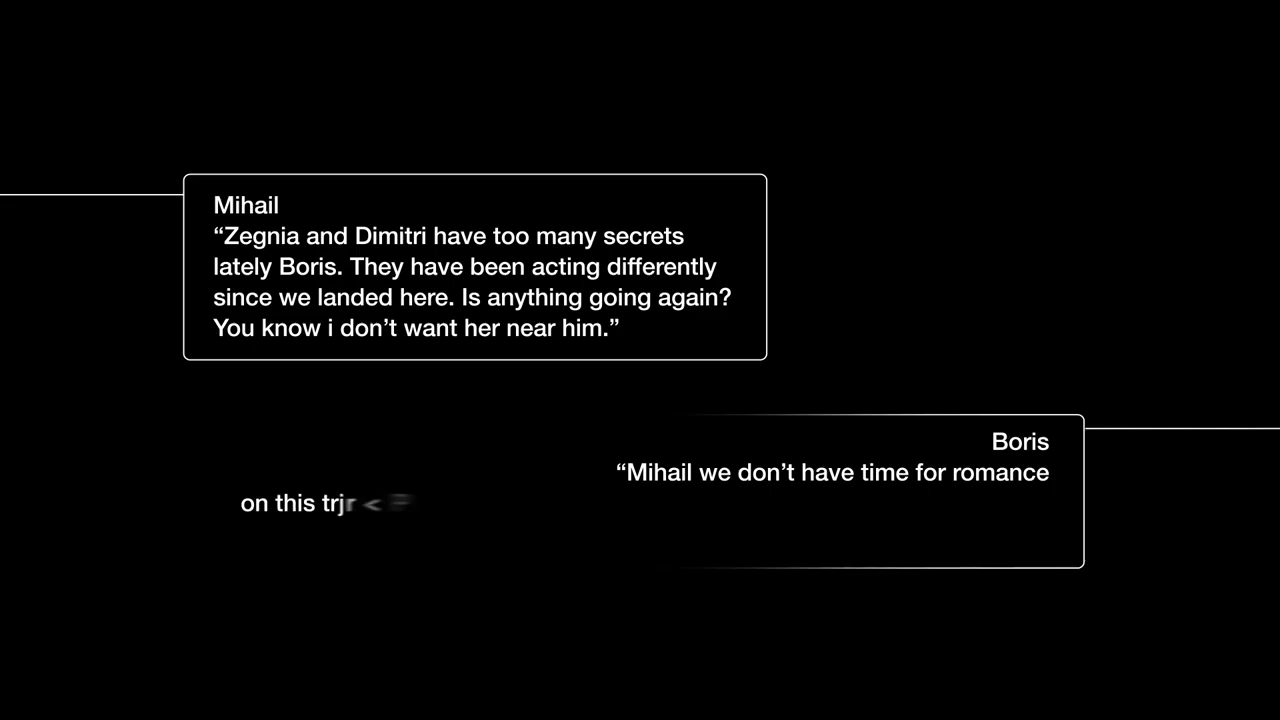 Mihail
“Zegnia and Dimitri have too many secrets
lately Boris. They have been acting differently
since we landed here. Is anything going again?
You know i don’t want her near him.”
Boris
“Mihail we don’t have time for romance
on this